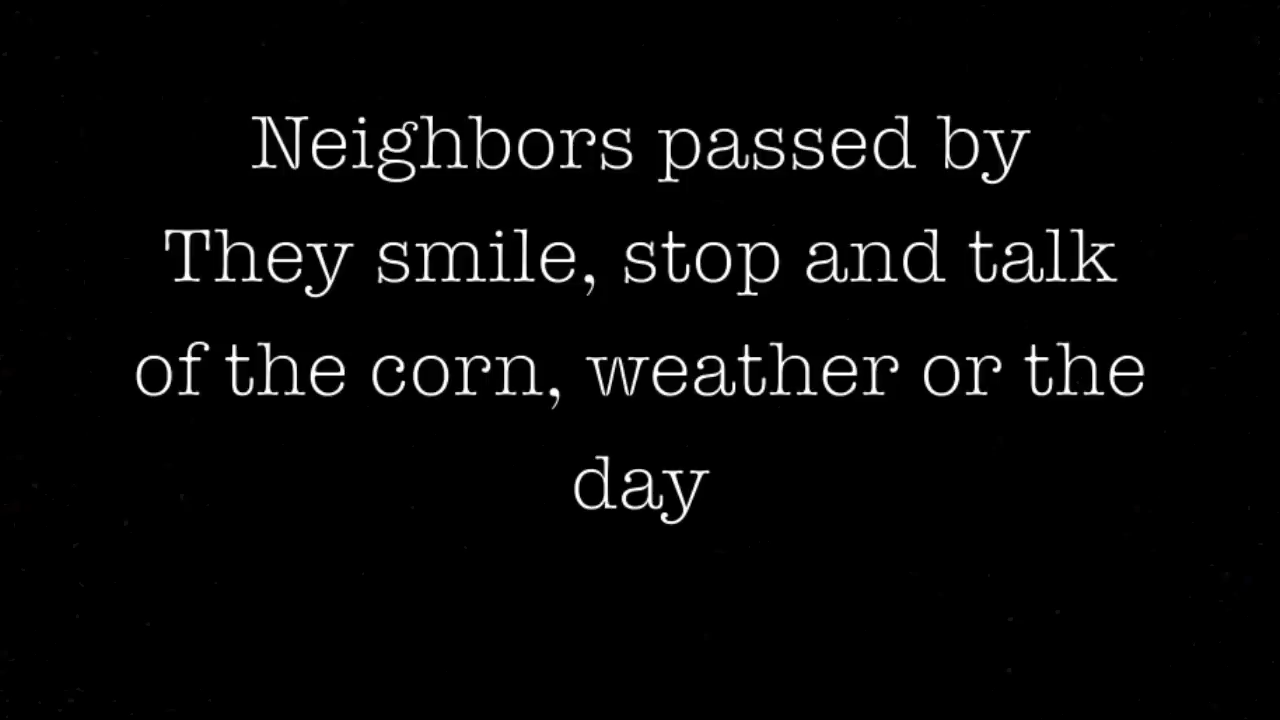 Neighbors passed by
They smile, stop and talk
of the corn, weather or the
day